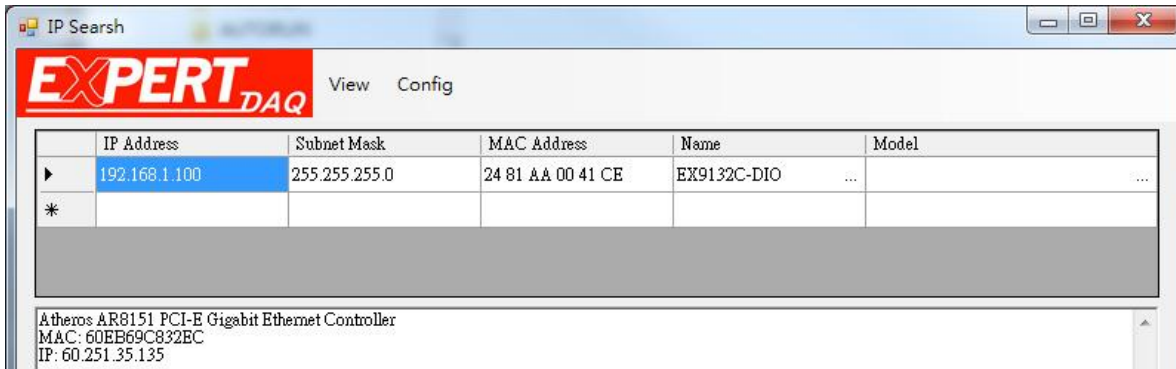 IP Searsh
EXPERT DAQ View Config
IP Address Subnet Mask MAC Address Name Model
192.168.1.100 255.255.255.0 24 81 AA 00 41 CE EX9132C-DIO ... ...
Atheros AR8151 PCI-E Gigabit Ethernet Controller
MAC: 60EB69C832EC
IP: 60.251.35.135